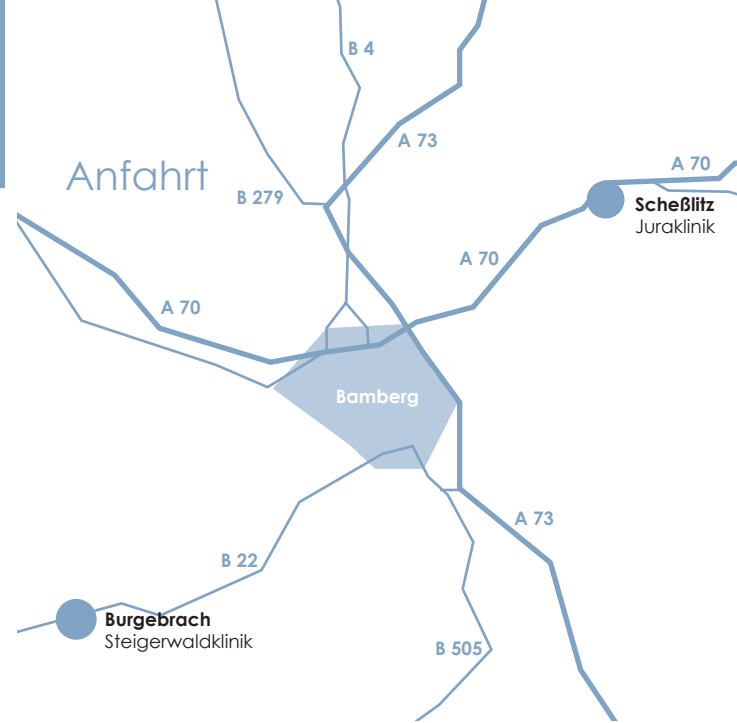 B 4
A 73
A 70
Anfahrt
B 279
Scheßlitz
Juraklinik
A 70
A 70
Bamberg
A 73
B 22
Burgebrach
Steigerwaldklinik
B 505